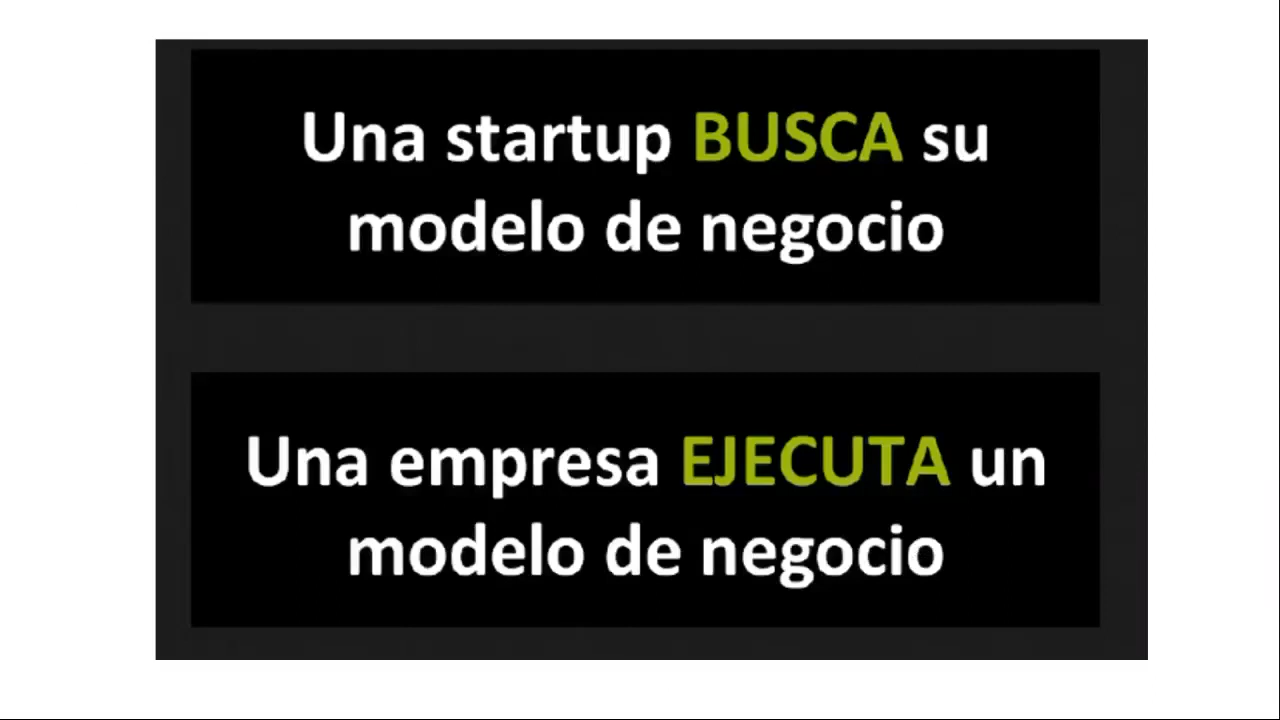 Una startup BUSCA su
modelo de negocio
Una empresa EJECUTA un
modelo de negocio